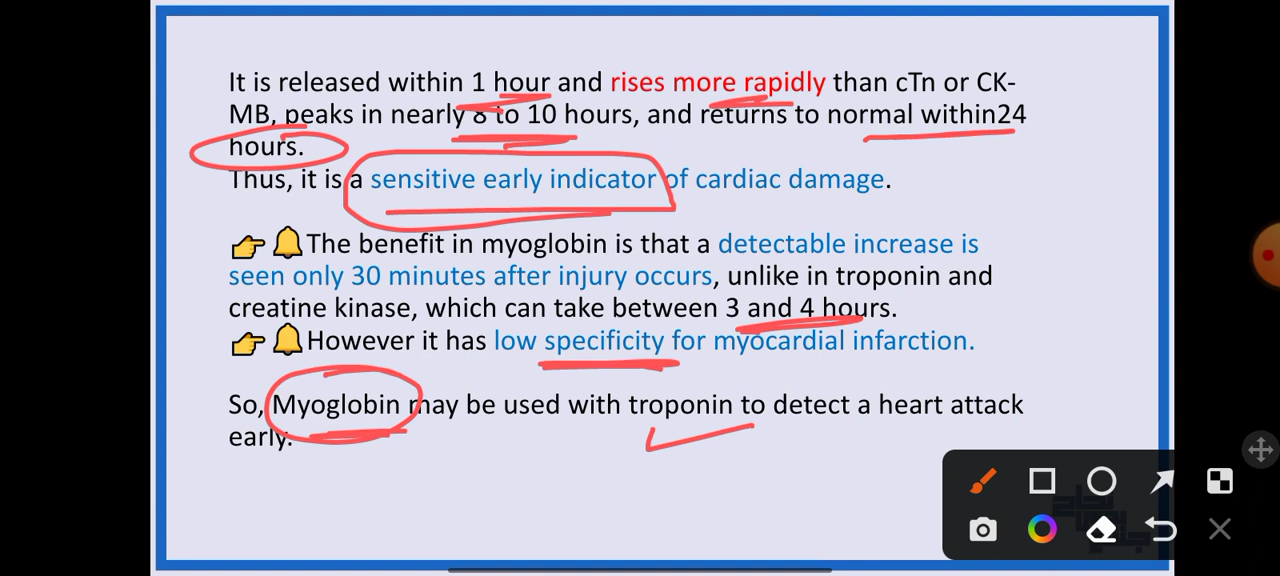 It is released within 1 hour and rises more rapidly than cTn or CK-
MB, peaks in nearly 8 to 10 hours, and returns to normal within24
hours.
Thus, it is a sensitive early indicator of cardiac damage.
👉🔔The benefit in myoglobin is that a detectable increase is
seen only 30 minutes after injury occurs, unlike in troponin and
creatine kinase, which can take between 3 and 4 hours.
👉🔔However it has low specificity for myocardial infarction.
So, Myoglobin may be used with troponin to detect a heart attack
early.